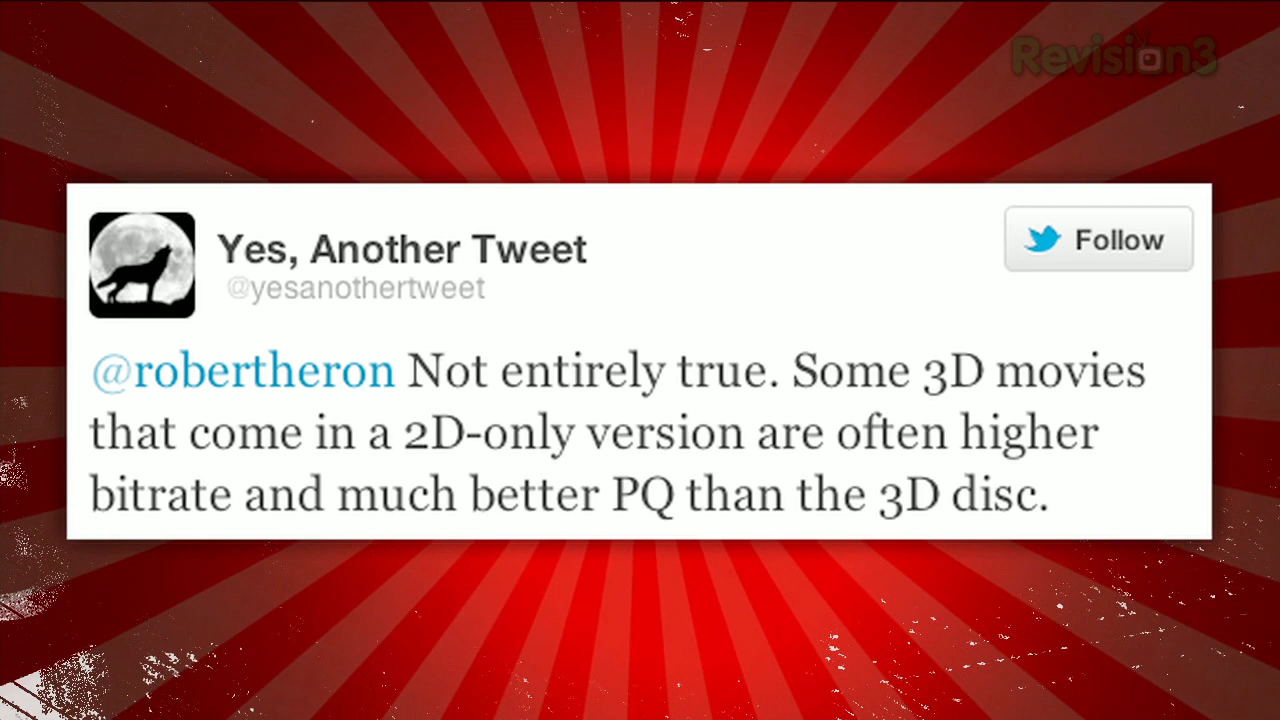 Revision3
Yes, Another Tweet
@yesanothertweet
Follow
@robertheron Not entirely true. Some 3D movies
that come in a 2D-only version are often higher
bitrate and much better PQ than the 3D disc.